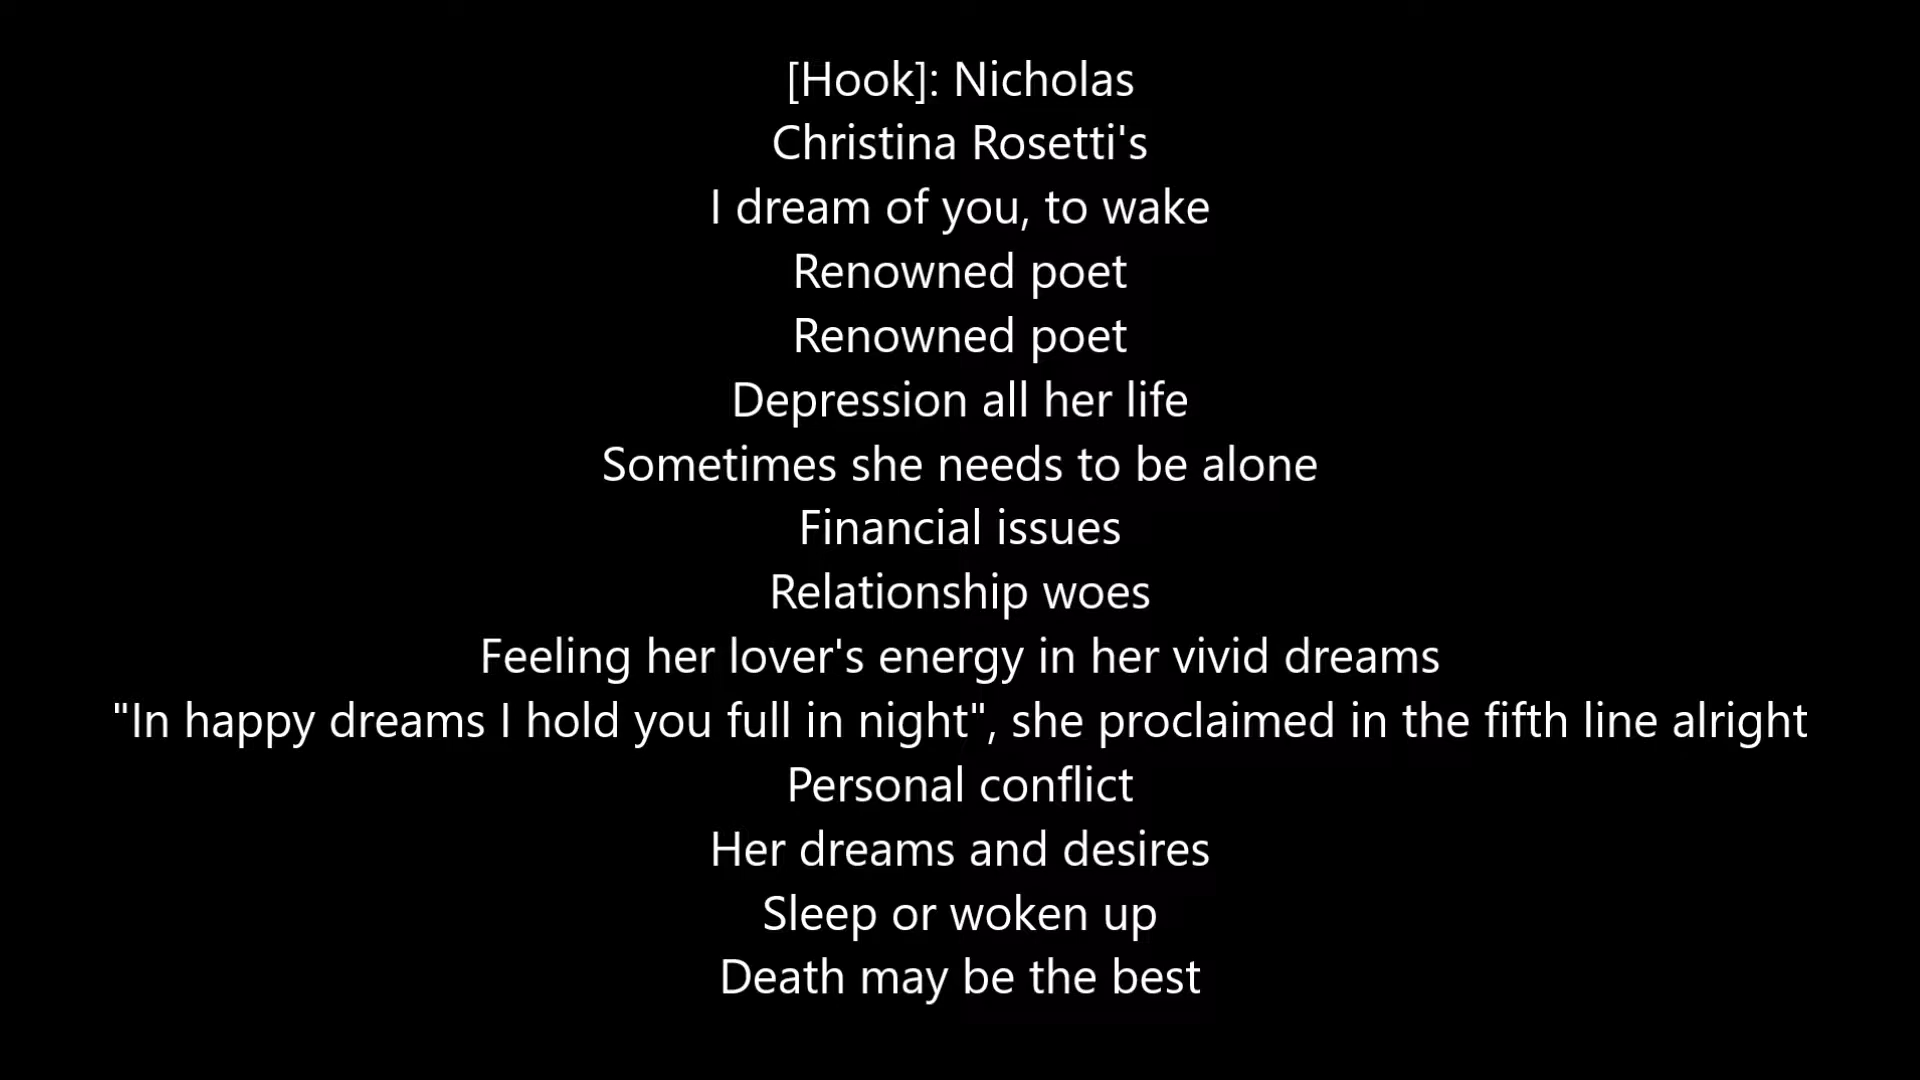 [Hook]: Nicholas
Christina Rosetti's
I dream of you, to wake
Renowned poet
Renowned poet
Depression all her life
Sometimes she needs to be alone
Financial issues
Relationship woes
Feeling her lover's energy in her vivid dreams
"In happy dreams I hold you full in night", she proclaimed in the fifth line alright
Personal conflict
Her dreams and desires
Sleep or woken up
Death may be the best